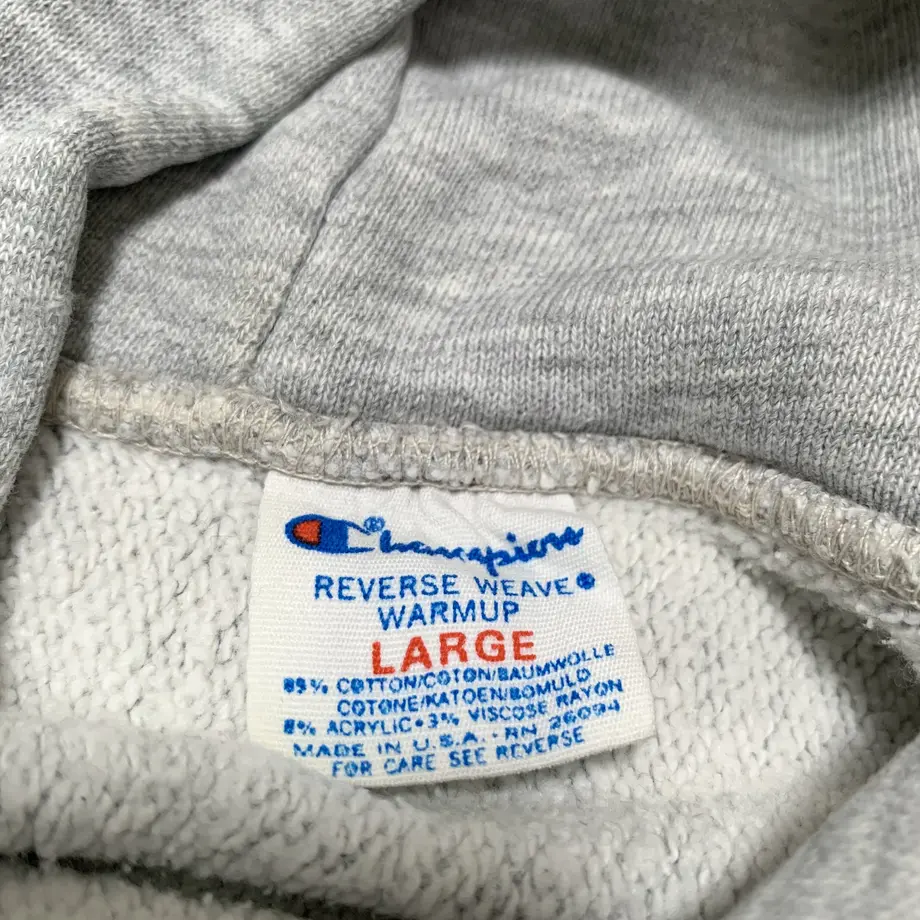 Champion®
REVERSE WEAVE®
WARMUP
LARGE
89% COTTON/COTON/BAUMWOLLE
COTONE/KATOEN/BOMULD
8% ACRYLIC•3% VISCOSE RAYON
MADE IN U.S.A.·RN 26094
FOR CARE SEE REVERSE